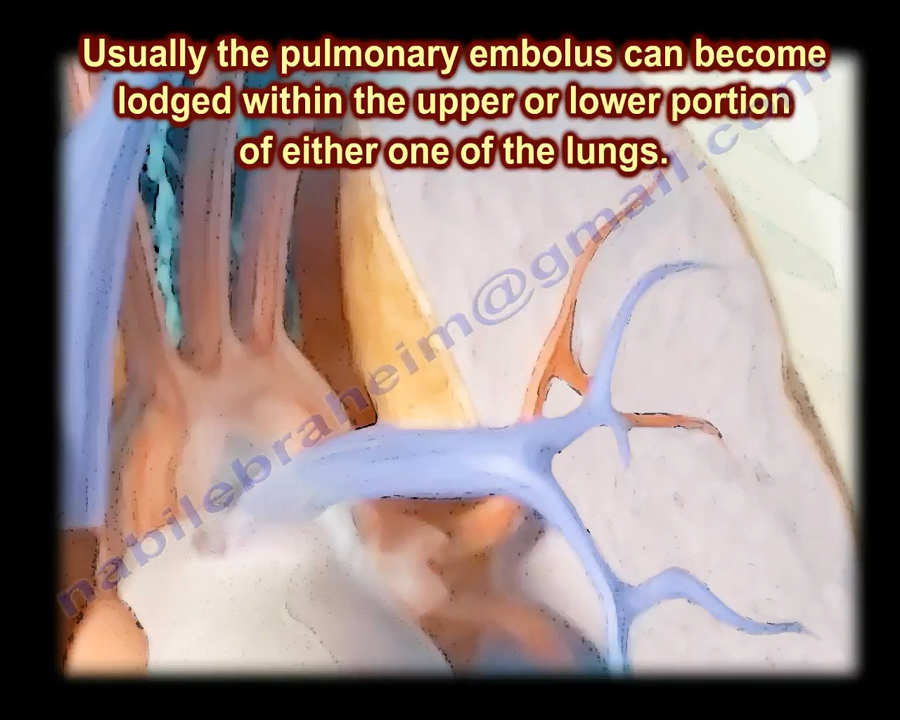 Usually the pulmonary embolus can become
lodged within the upper or lower portion
of either one of the lungs.
nabilebraheim@gmail.com